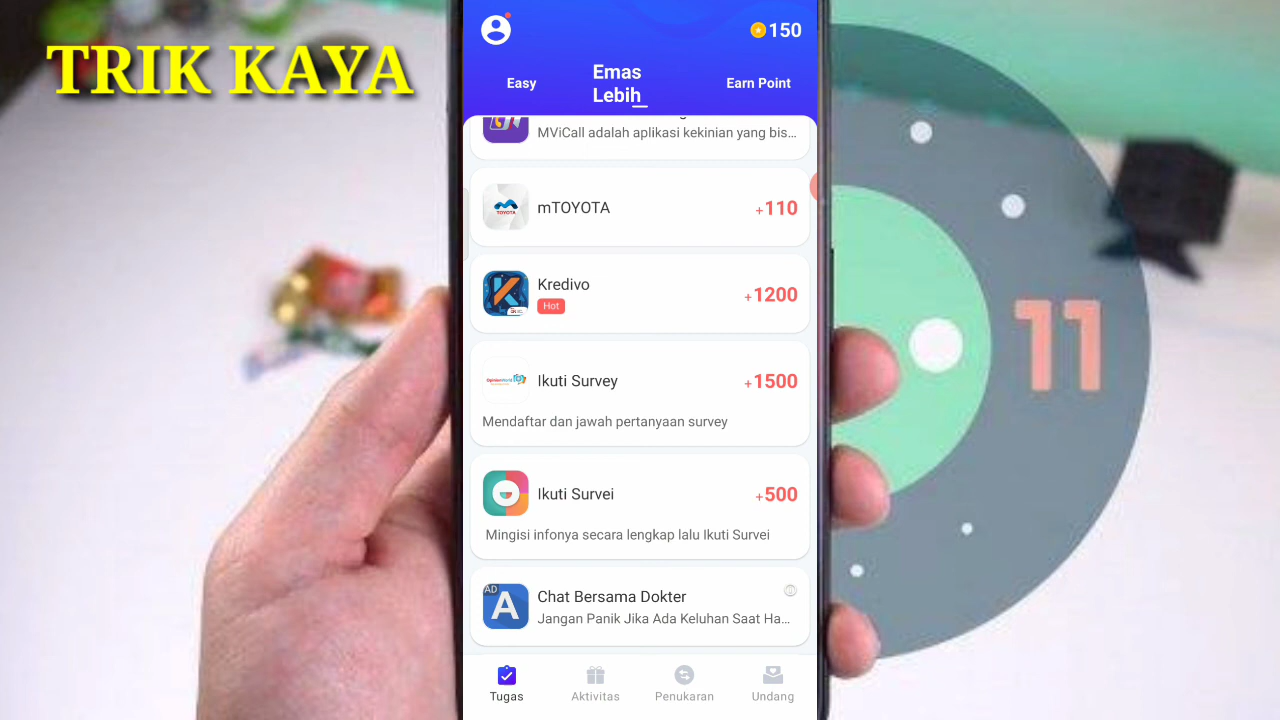 TRIK KAYA
150
Easy
Emas
Lebih
Earn Point
MViCall adalah aplikasi kekinian yang bis...
mTOYOTA
+110
TOYOTA
Kredivo
Hot
+1200
Ikuti Survey
+1500
Mendaftar dan jawah pertanyaan survey
Ikuti Survei
+500
Mingisi infonya secara lengkap lalu Ikuti Survei
AD
A
Chat Bersama Dokter
Jangan Panik Jika Ada Keluhan Saat Ha...
Tugas
Aktivitas
Penukaran
Undang
11